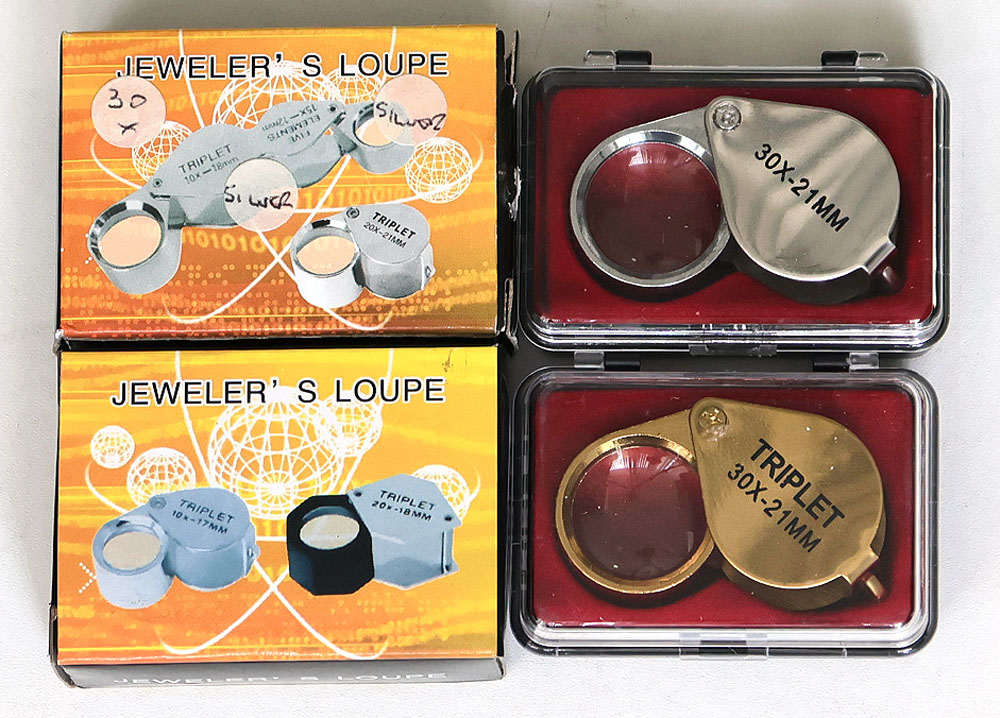 JEWELER' S LOUPE
30
x
SILVER
15X-12mm
FIVE
ELEMENTS
TRIPLET
10x-18mm
SILVER
TRIPLET
20X-21MM
1010101010
30X-21MM
JEWELER' S LOUPE
TRIPLET
10x-17MM
TRIPLET
20x-18MM
JEWELER' S LOUPE
TRIPLET
30X-21MM